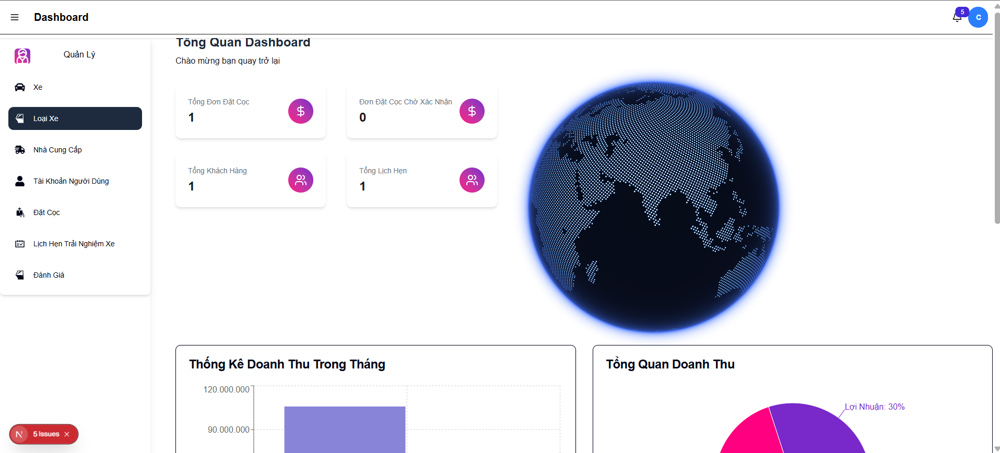 Dashboard
5
C
Quản Lý
Xe
Loại Xe
Nhà Cung Cấp
Tài Khoản Người Dùng
Đặt Cọc
Lịch Hẹn Trải Nghiệm Xe
Đánh Giá
N
5 Issues
Tổng Quan Dashboard
Chào mừng bạn quay trở lại
Tổng Đơn Đặt Cọc
1
Đơn Đặt Cọc Chờ Xác Nhận
0
Tổng Khách Hàng
1
Tổng Lịch Hẹn
1
Thống Kê Doanh Thu Trong Tháng
120.000.000
90.000.000
Tổng Quan Doanh Thu
Lợi Nhuận: 30%